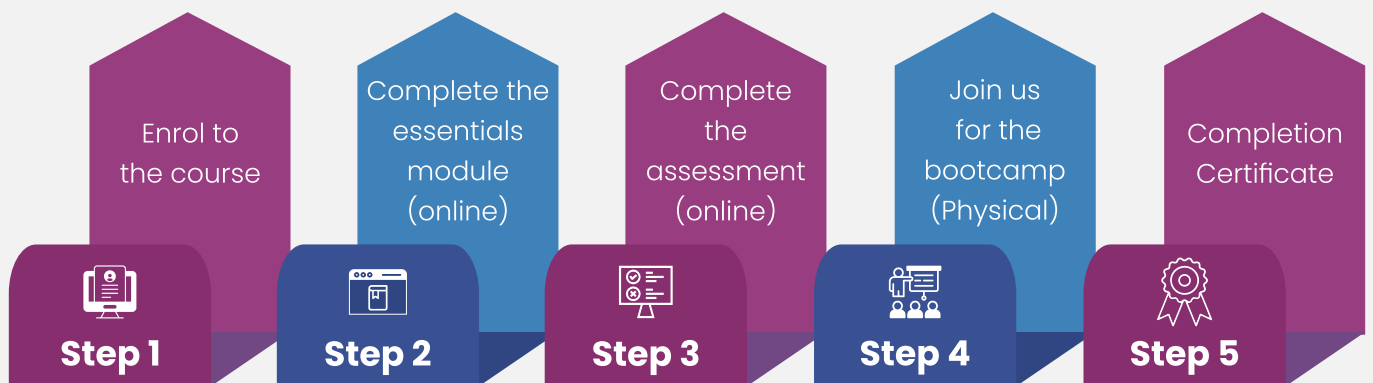 Enrol to
the course
Step 1
Complete the
essentials
module
(online)
Step 2
Complete
the
assessment
(online)
Step 3
Join us
for the
bootcamp
(Physical)
Step 4
Completion
Certificate
Step 5